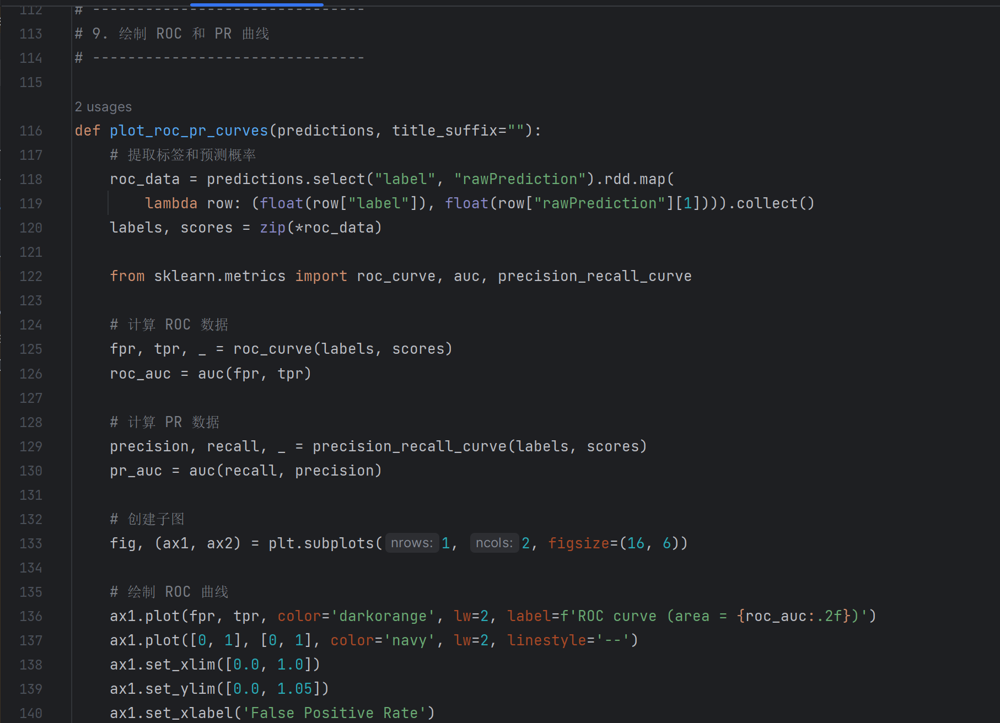 112 # -------------------------------
113 # 9. 绘制 ROC 和 PR 曲线
114 # -------------------------------
115
2 usages
116 def plot_roc_pr_curves(predictions, title_suffix=""):
117     # 提取标签和预测概率
118     roc_data = predictions.select("label", "rawPrediction").rdd.map(
119         lambda row: (float(row["label"]), float(row["rawPrediction"][1]))).collect()
120     labels, scores = zip(*roc_data)
121
122     from sklearn.metrics import roc_curve, auc, precision_recall_curve
123
124     # 计算 ROC 数据
125     fpr, tpr, _ = roc_curve(labels, scores)
126     roc_auc = auc(fpr, tpr)
127
128     # 计算 PR 数据
129     precision, recall, _ = precision_recall_curve(labels, scores)
130     pr_auc = auc(recall, precision)
131
132     # 创建子图
133     fig, (ax1, ax2) = plt.subplots( nrows: 1, ncols: 2, figsize=(16, 6))
134
135     # 绘制 ROC 曲线
136     ax1.plot(fpr, tpr, color='darkorange', lw=2, label=f'ROC curve (area = {roc_auc:.2f})')
137     ax1.plot([0, 1], [0, 1], color='navy', lw=2, linestyle='--')
138     ax1.set_xlim([0.0, 1.0])
139     ax1.set_ylim([0.0, 1.05])
140     ax1.set_xlabel('False Positive Rate')